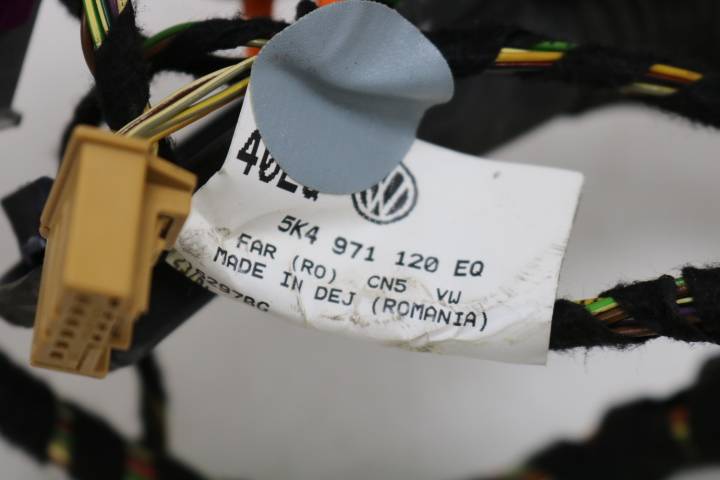 5K4 971 120 EQ
FAR (RO) CN5 VW
MADE IN DEJ (ROMANIA)